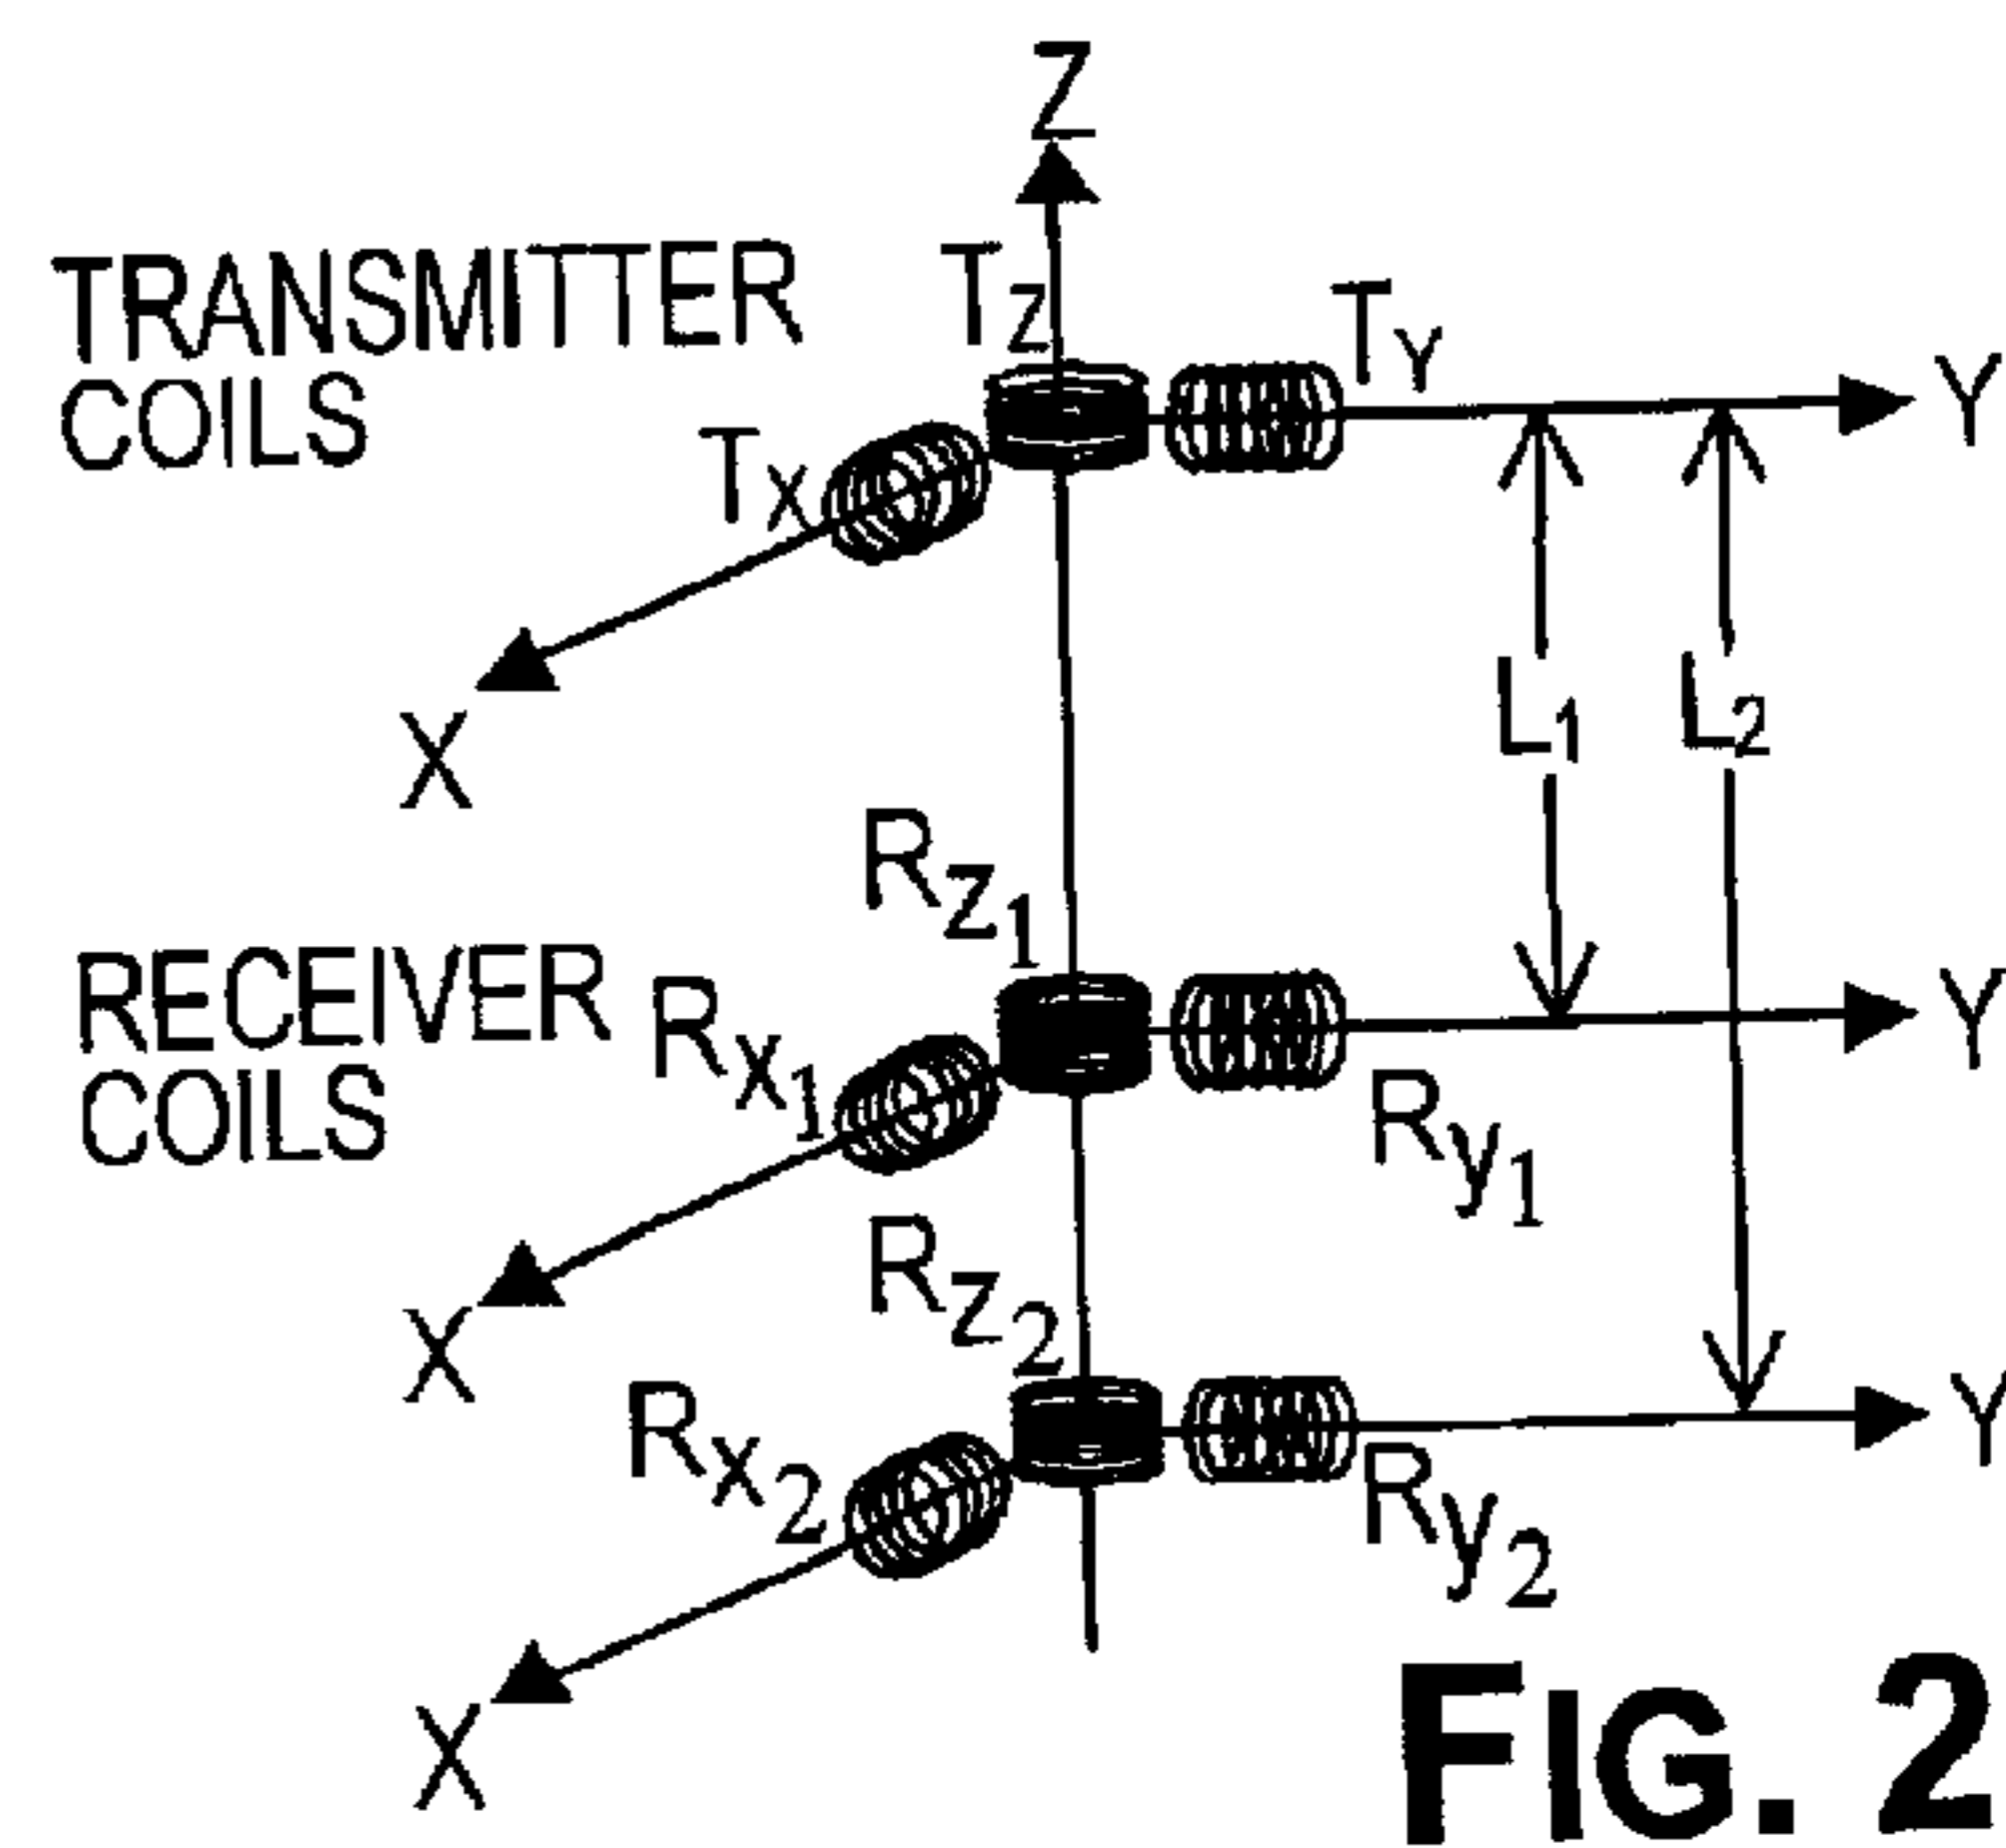 Z
TRANSMITTER
COILS
TZ
TY
Y
TX
X
L1
L2
RZ1
RECEIVER
COILS
RX1
Y
Ry1
X
RZ2
RX2
Y
Ry2
X
FIG. 2